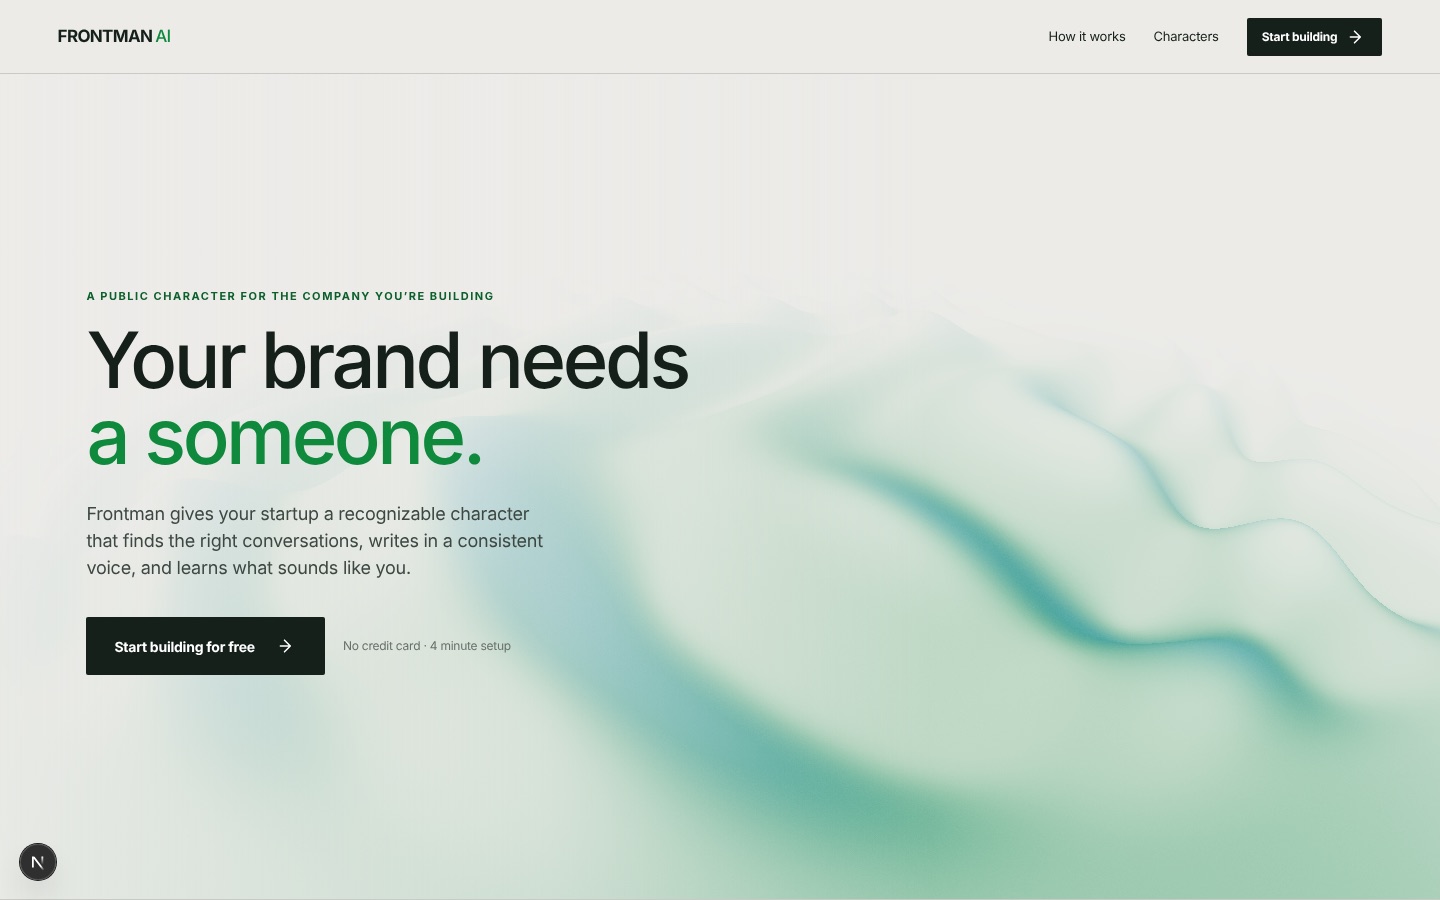 FRONTMAN AI
How it works
Characters
Start building
A PUBLIC CHARACTER FOR THE COMPANY YOU’RE BUILDING
Your brand needs
a someone.
Frontman gives your startup a recognizable character
that finds the right conversations, writes in a consistent
voice, and learns what sounds like you.
Start building for free
No credit card · 4 minute setup
N